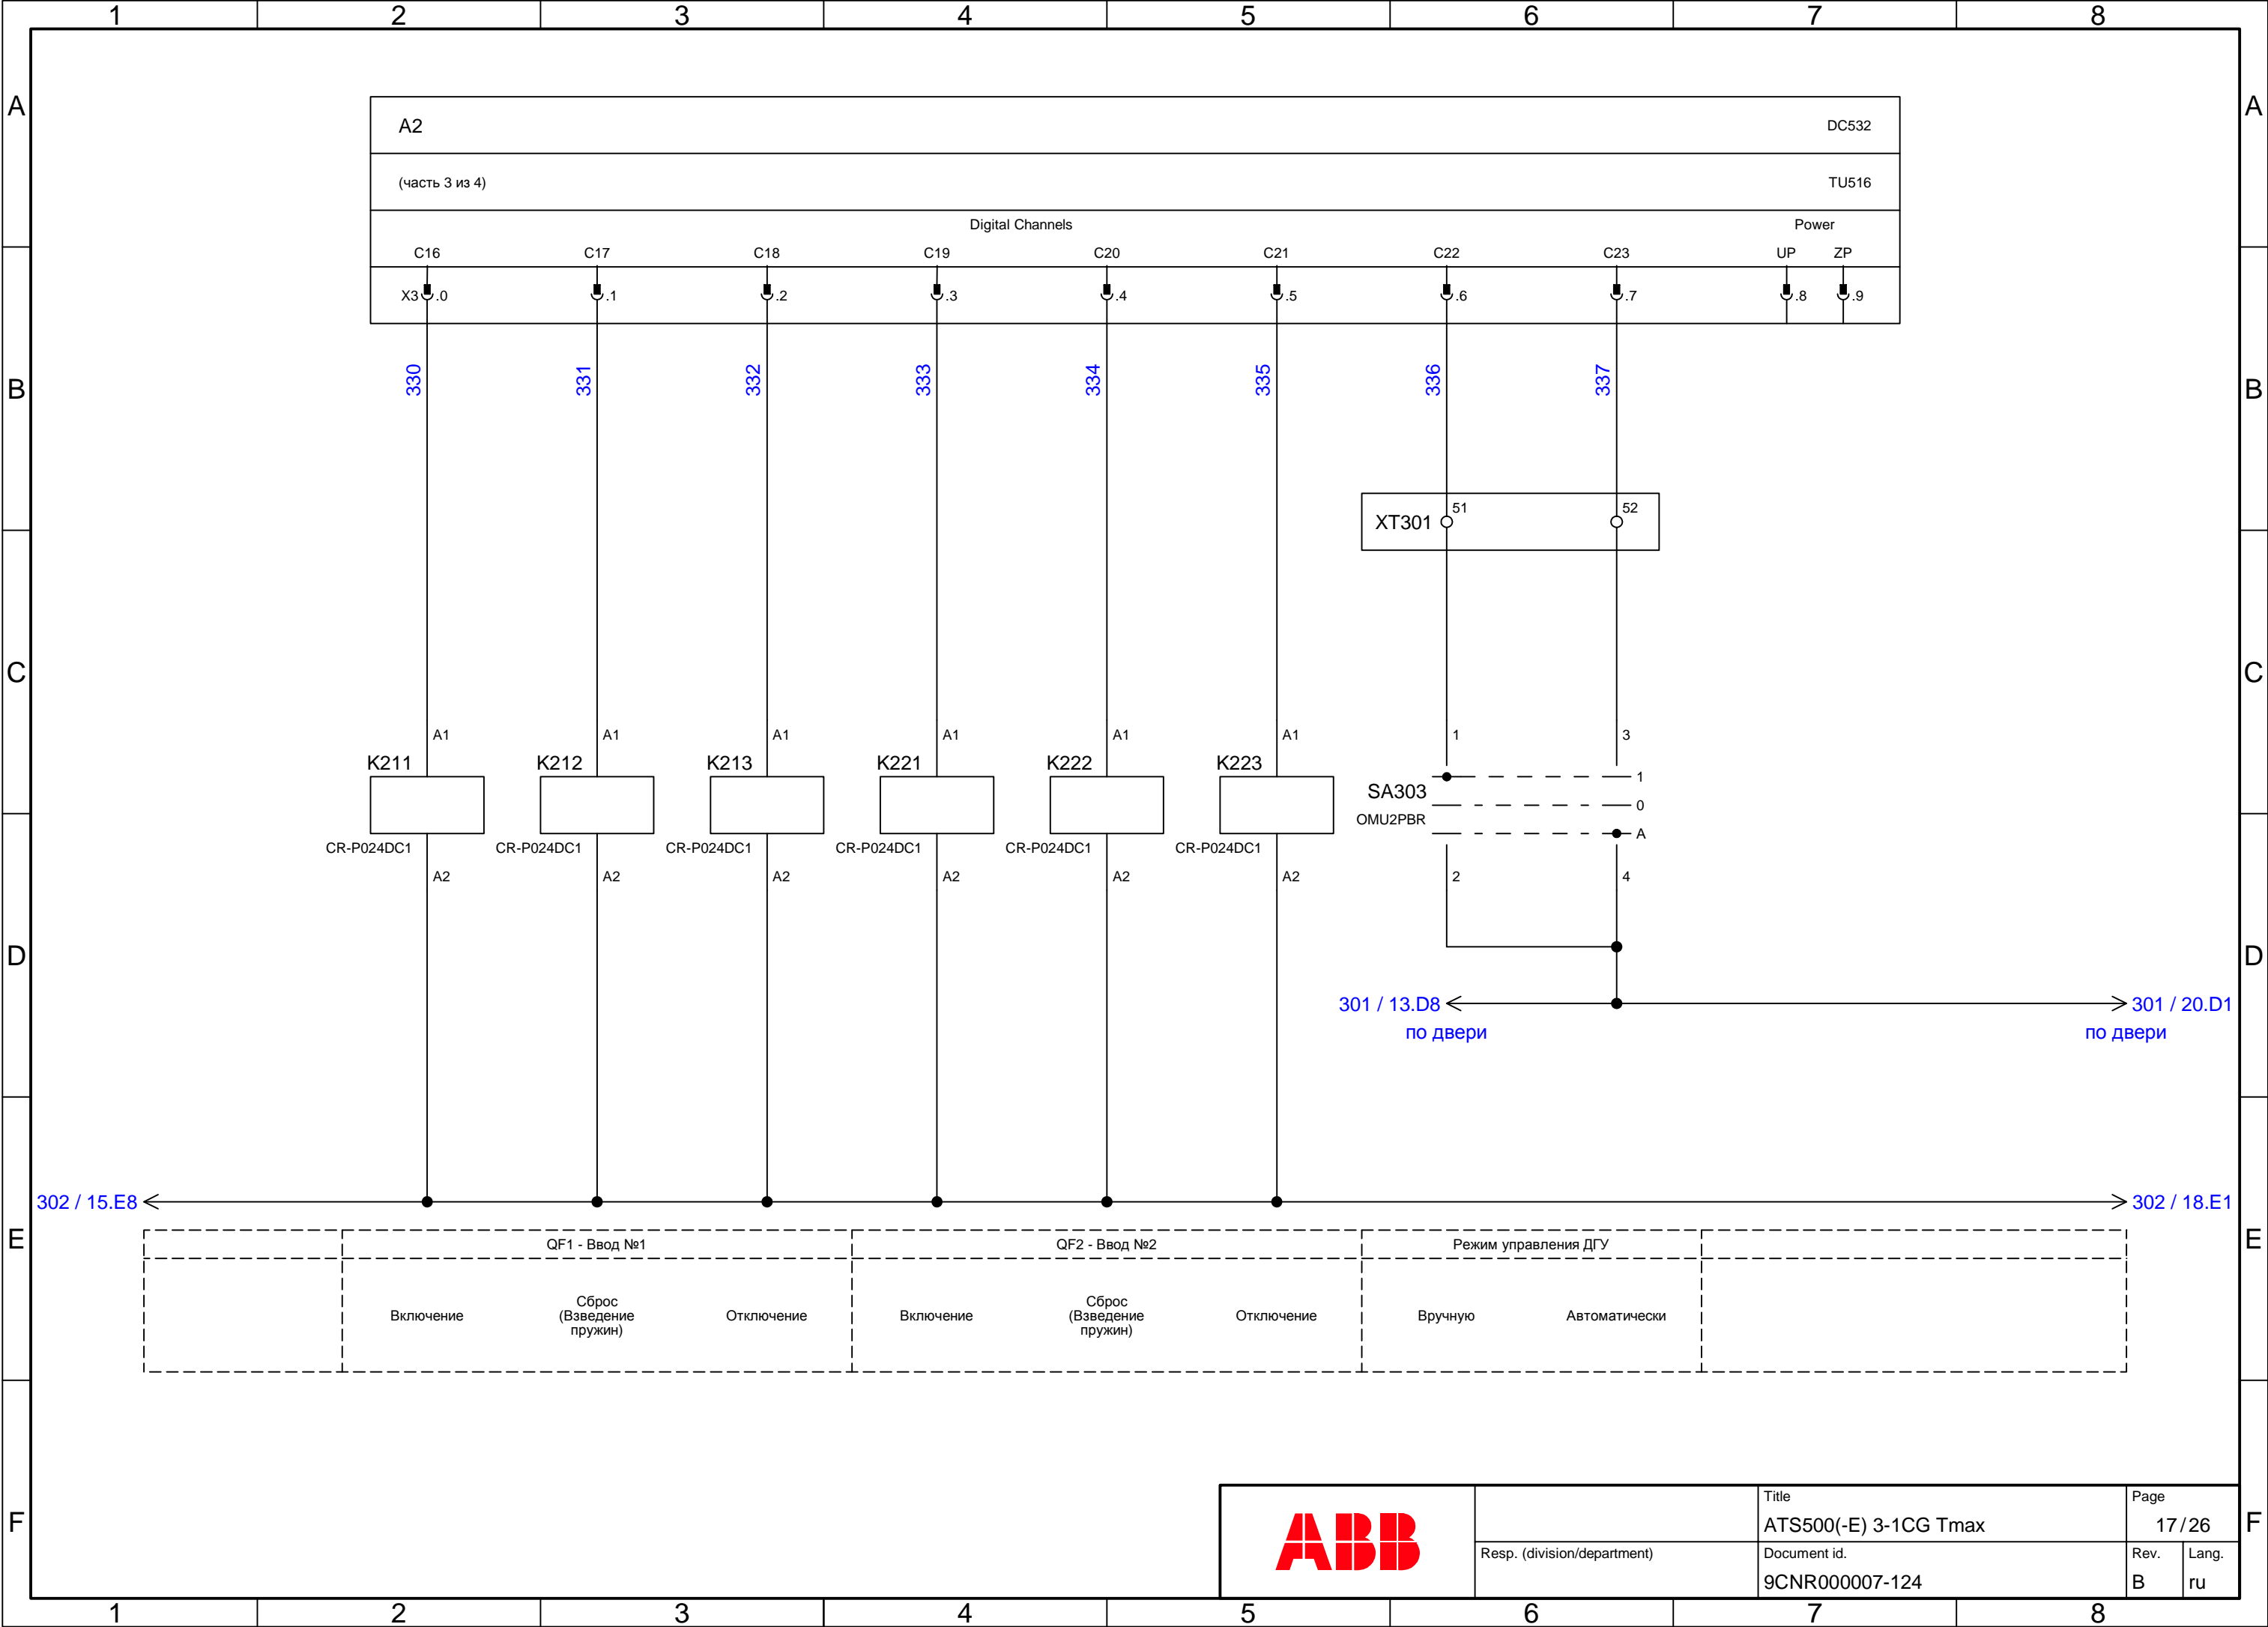 1 2 3 4 5 6 7 8
A A
A2 DC532
(часть 3 из 4) TU516
Digital Channels Power
C16 C17 C18 C19 C20 C21 C22 C23 UP ZP
X3 .0 .1 .2 .3 .4 .5 .6 .7 .8 .9
B B
330 331 332 333 334 335 336 337
XT301 51 52
C C
A1 A1 A1 A1 A1 A1 1 3
K211 K212 K213 K221 K222 K223
1
SA303
0
OMU2PBR
A
CR-P024DC1 CR-P024DC1 CR-P024DC1 CR-P024DC1 CR-P024DC1 CR-P024DC1
A2 A2 A2 A2 A2 A2 2 4
D D
301 / 13.D8 301 / 20.D1
по двери по двери
302 / 15.E8 302 / 18.E1
E E
QF1 - Ввод №1 QF2 - Ввод №2 Режим управления ДГУ
Включение Сброс Отключение Включение Сброс Отключение Вручную Автоматически
(Взведение (Взведение
пружин) пружин)
F F
ABB
Title Page
ATS500(-E) 3-1CG Tmax 17/26
Resp. (division/department) Document id. Rev. Lang.
9CNR000007-124 B ru
1 2 3 4 5 6 7 8